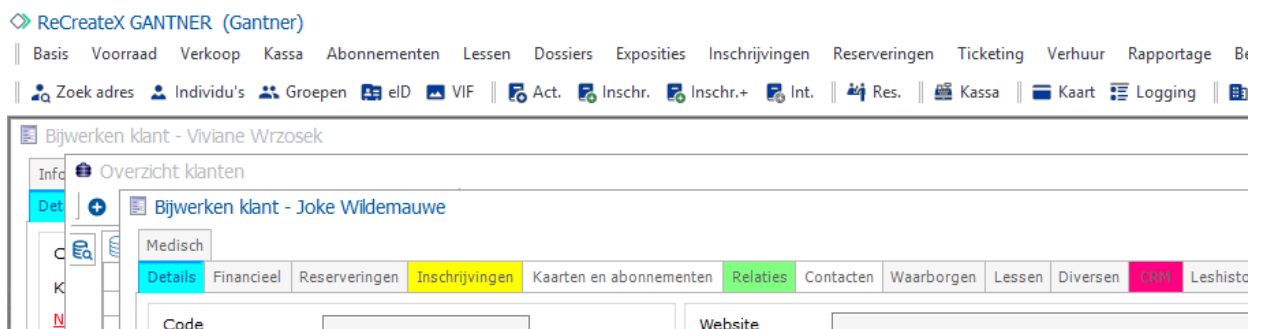 ReCreateX GANTNER (Gantner)
Basis Voorraad Verkoop Kassa Abonnementen Lessen Dossiers Exposities Inschrijvingen Reserveringen Ticketing Verhuur Rapportage
Zoek adres Individu's Groepen eID VIF Act. Inschr. Inschr.+ Int. Res. Kassa Kaart Logging
Bijwerken klant - Viviane Wrzosek
Overzicht klanten
Bijwerken klant - Joke Wildemauwe
Medisch
Details Financieel Reserveringen Inschrijvingen Kaarten en abonnementen Relaties Contacten Waarborgen Lessen Diversen CRM
Code Website